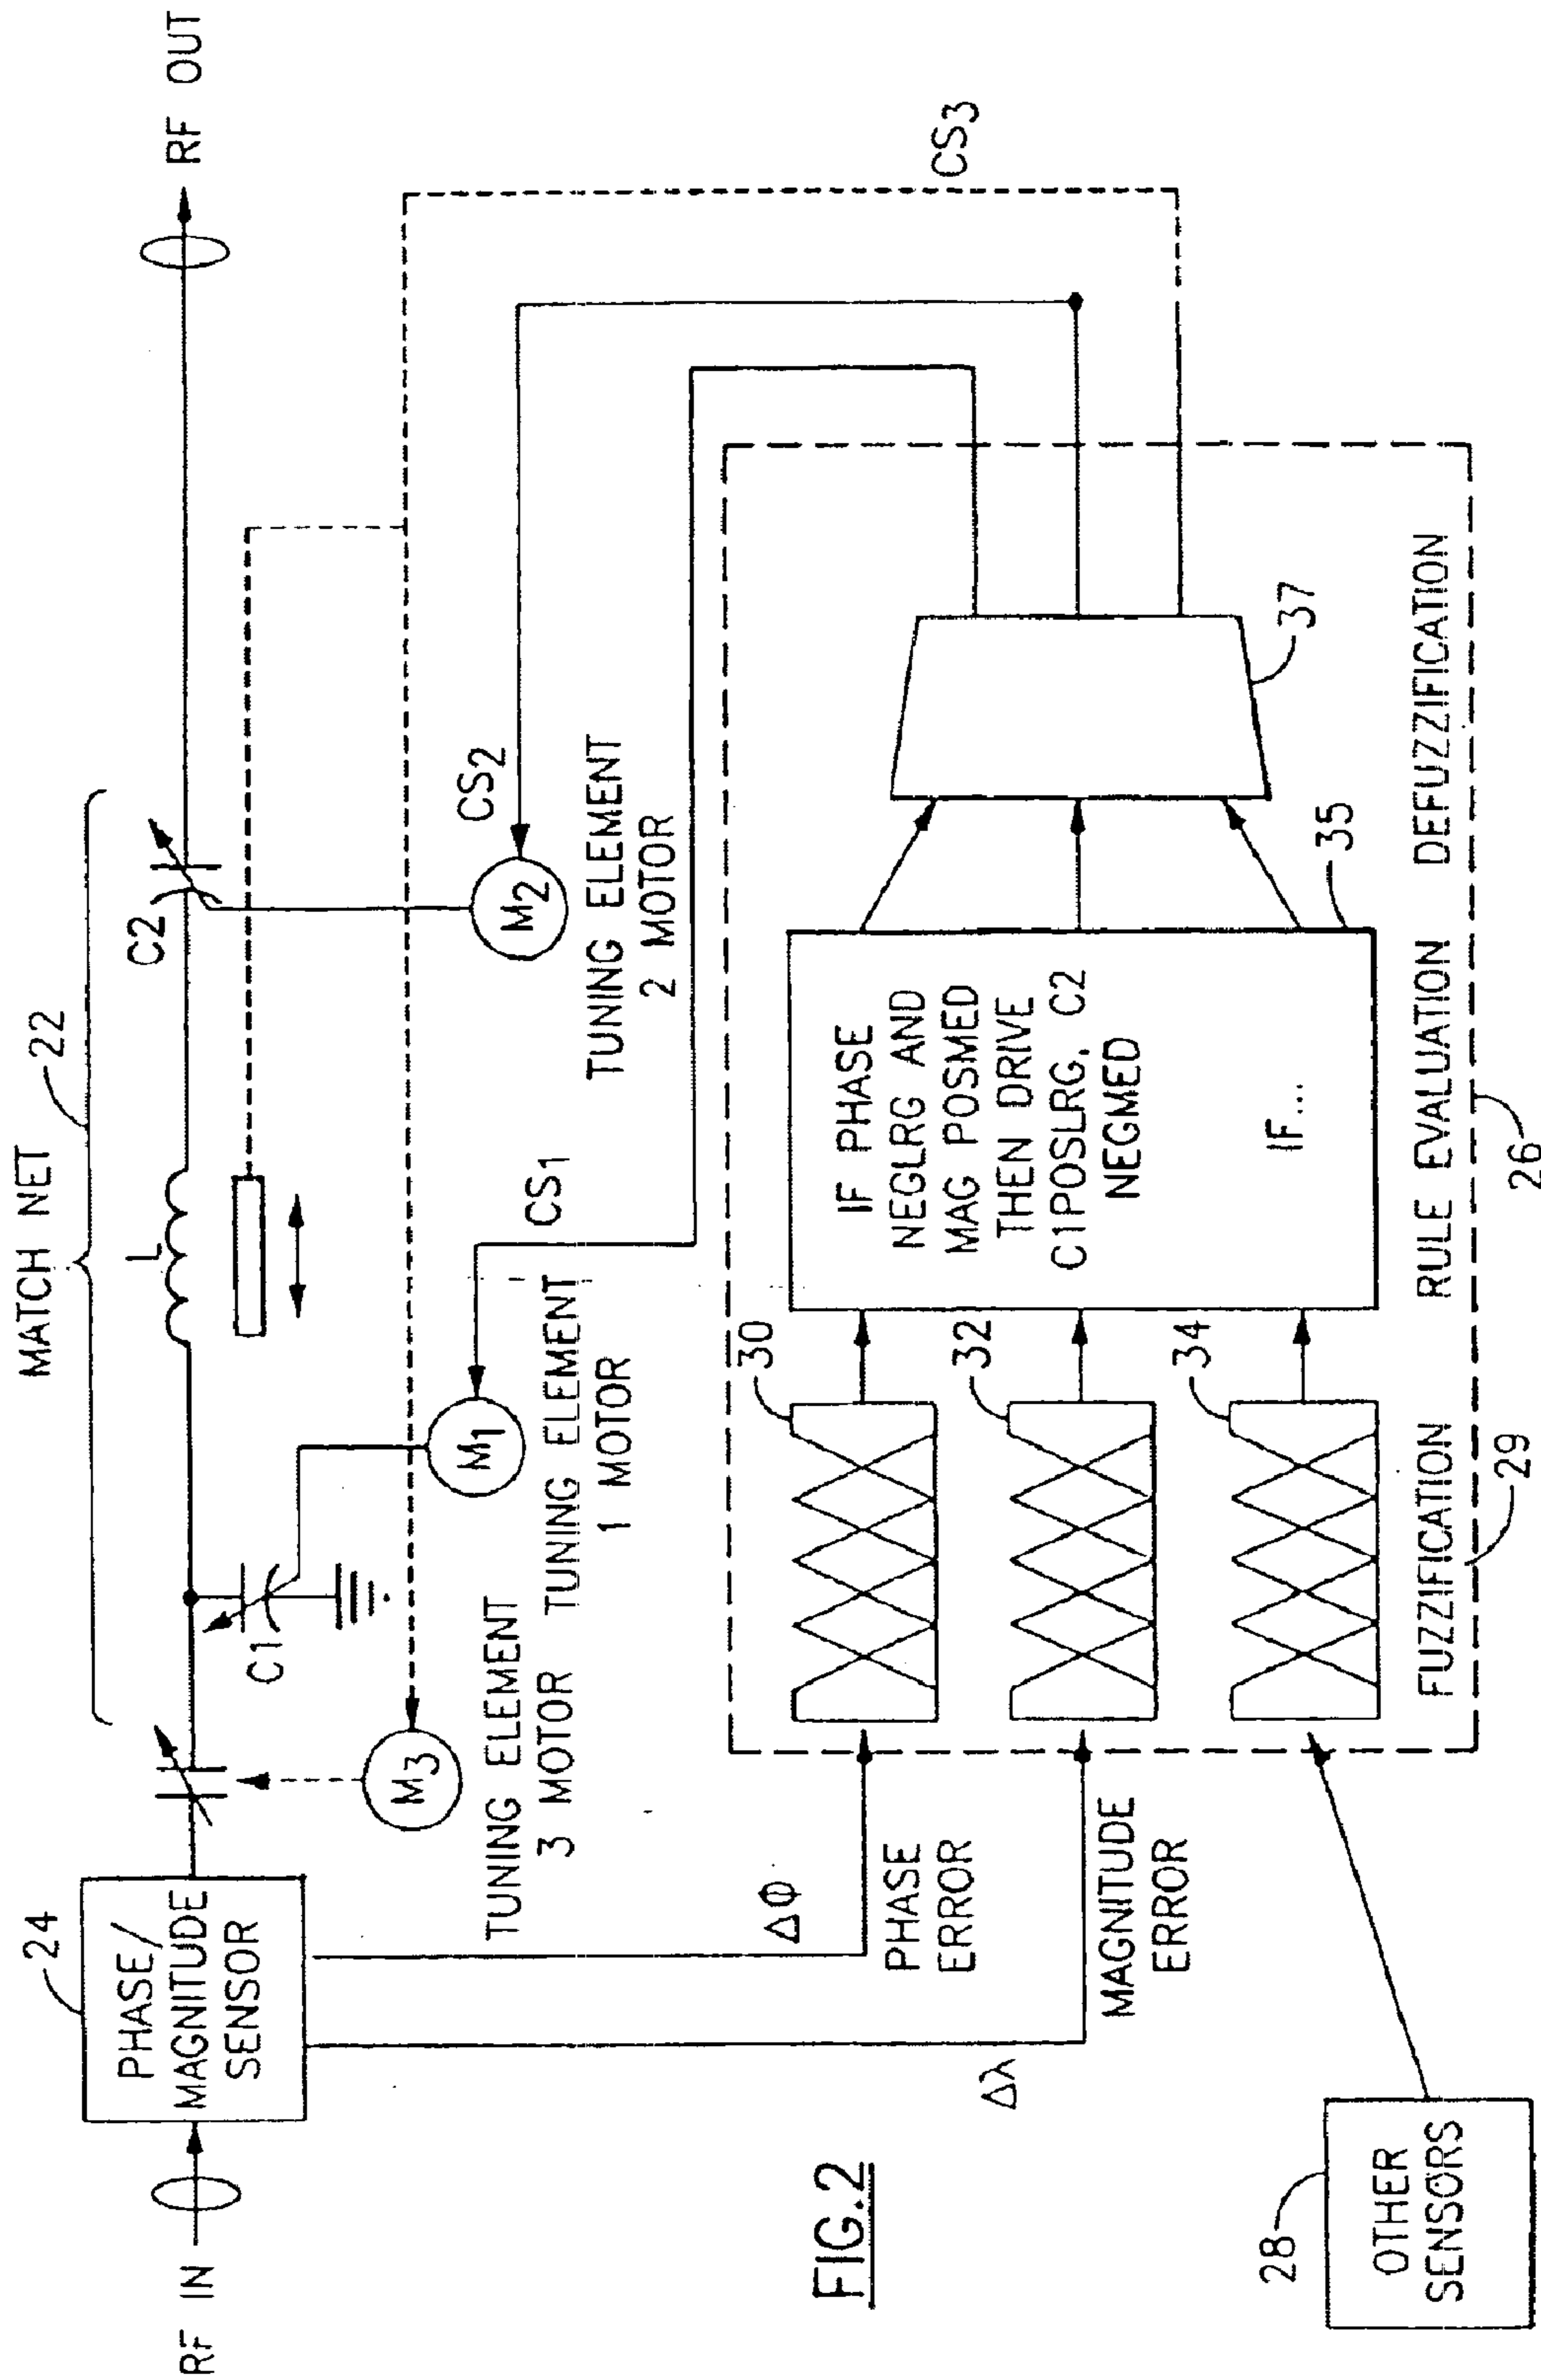 RF IN
24
PHASE/
MAGNITUDE
SENSOR
MATCH NET
22
C1
L
C2
RF OUT
M3
TUNING ELEMENT
3 MOTOR
M1
TUNING ELEMENT
1 MOTOR
CS1
M2
TUNING ELEMENT
2 MOTOR
CS2
CS3
ΔΦ
PHASE
ERROR
Δλ
MAGNITUDE
ERROR
28
OTHER
SENSORS
30
32
34
IF PHASE
NEGLRG AND
MAG POSMED
THEN DRIVE
C1POSLRG, C2
NEGMED
IF...
35
37
FUZZIFICATION
RULE EVALUATION
DEFUZZIFICATION
29
26
FIG.2